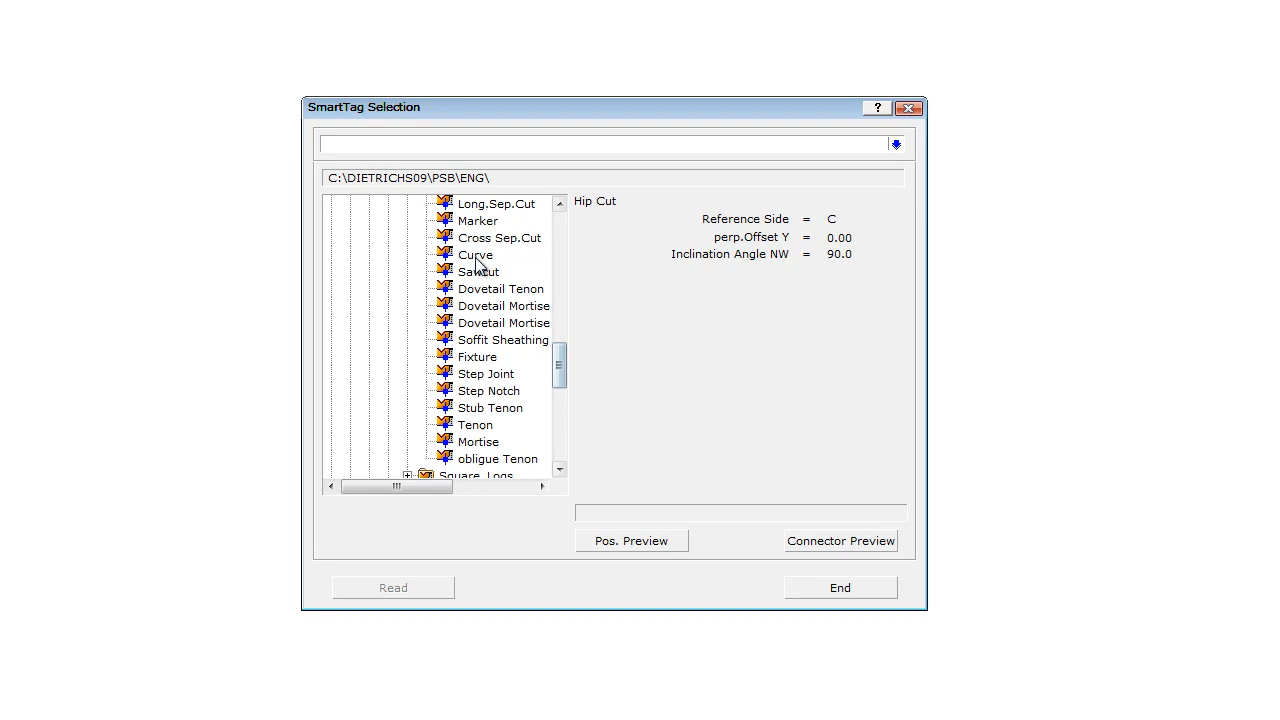 SmartTag Selection
?
C:\DIETRICHS09\PSB\ENG\
Long.Sep.Cut
Marker
Cross Sep.Cut
Curve
Sawcut
Dovetail Tenon
Dovetail Mortise
Dovetail Mortise
Soffit Sheathing
Fixture
Step Joint
Step Notch
Stub Tenon
Tenon
Mortise
obligue Tenon
Square_Logs
Hip Cut
Reference Side = C
perp.Offset Y = 0.00
Inclination Angle NW = 90.0
Pos. Preview
Connector Preview
Read
End